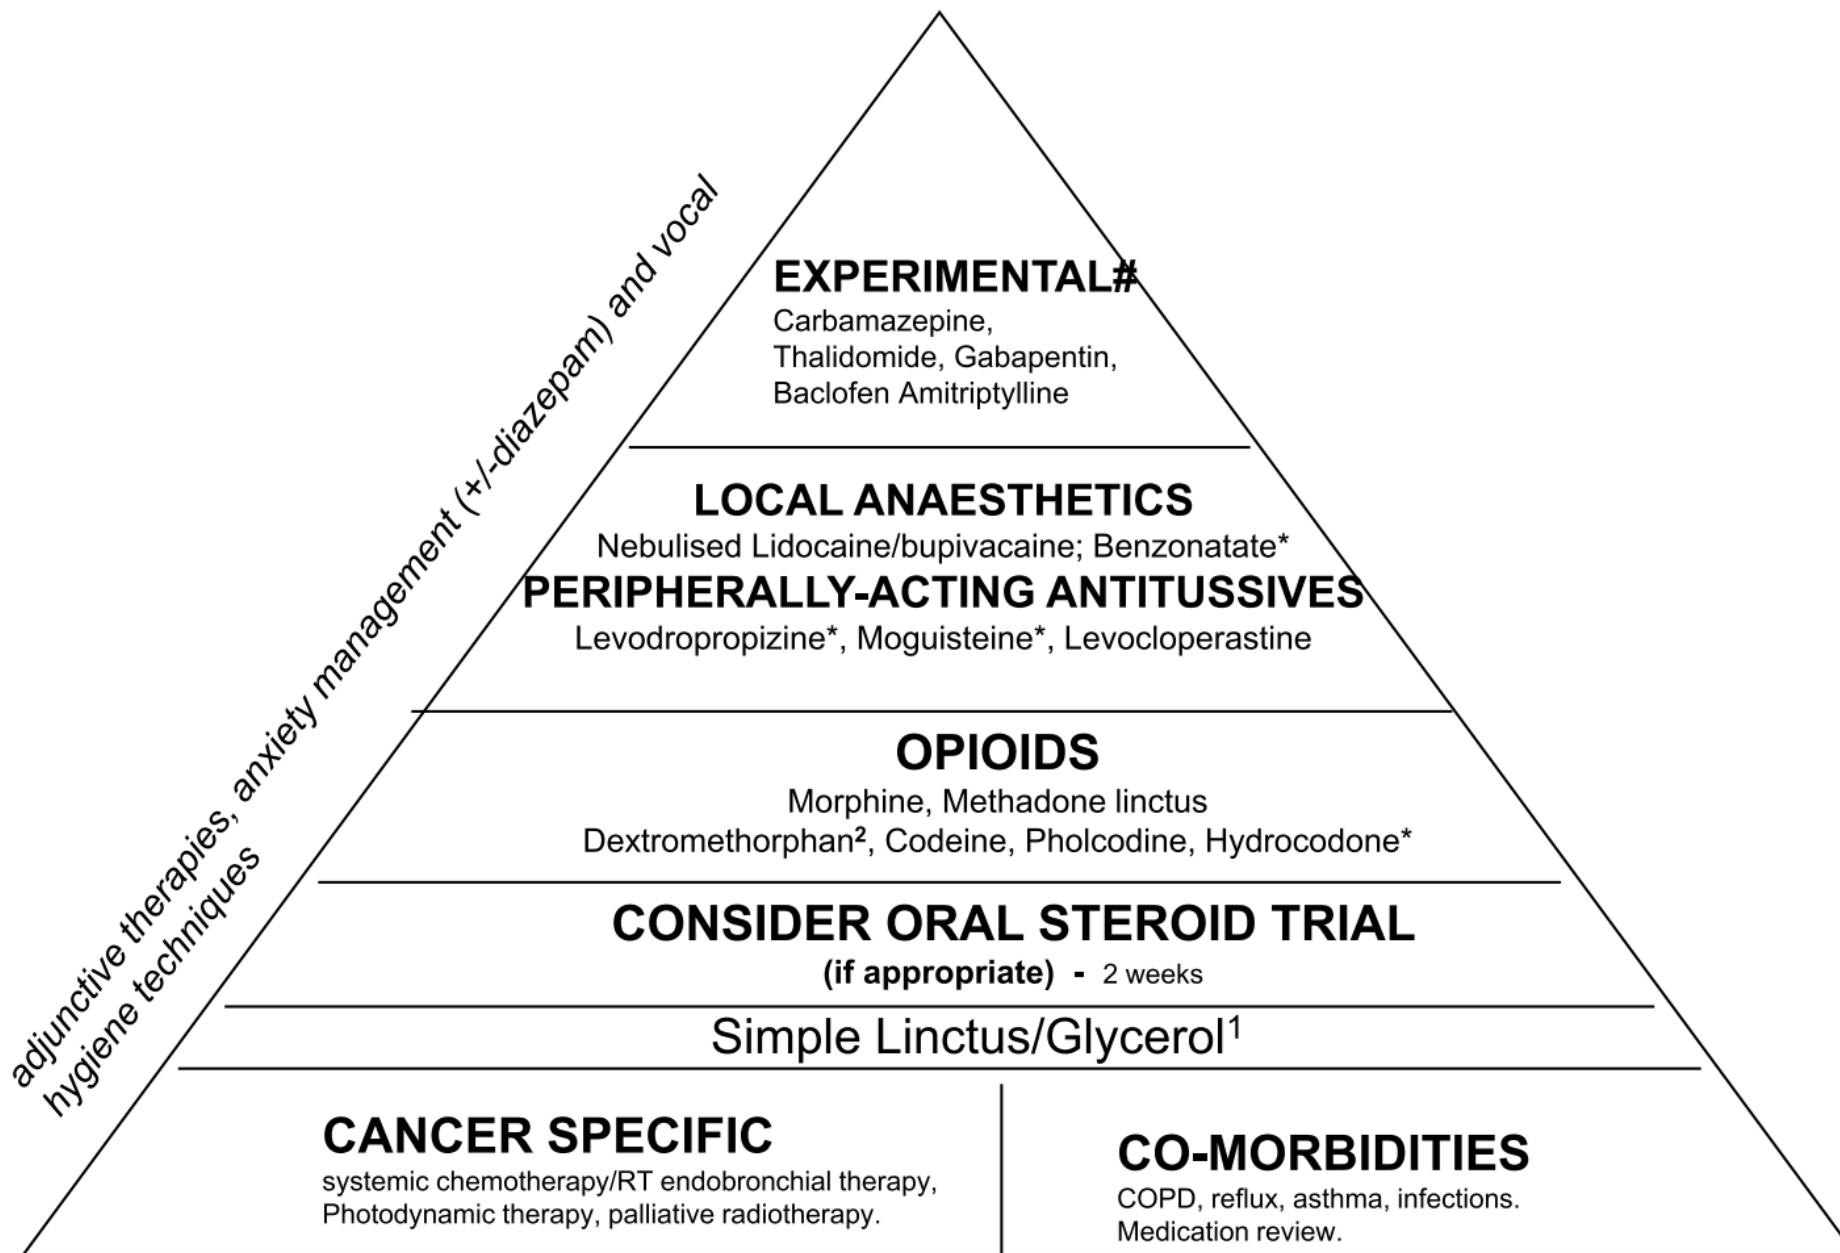 EXPERIMENTAL#
Carbamazepine,
Thalidomide, Gabapentin,
Baclofen Amitriptylline
LOCAL ANAESTHETICS
Nebulised Lidocaine/bupivacaine; Benzonatate*
PERIPHERALLY-ACTING ANTITUSSIVES
Levodropropizine*, Moguisteine*, Levocloperastine
OPIOIDS
Morphine, Methadone linctus
Dextromethorphan², Codeine, Pholcodine, Hydrocodone*
CONSIDER ORAL STEROID TRIAL
(if appropriate) - 2 weeks
Simple Linctus/Glycerol¹
CANCER SPECIFIC
systemic chemotherapy/RT endobronchial therapy,
Photodynamic therapy, palliative radiotherapy.
CO-MORBIDITIES
COPD, reflux, asthma, infections.
Medication review.
adjunctive therapies, anxiety management (+/-diazepam) and vocal
hygiene techniques